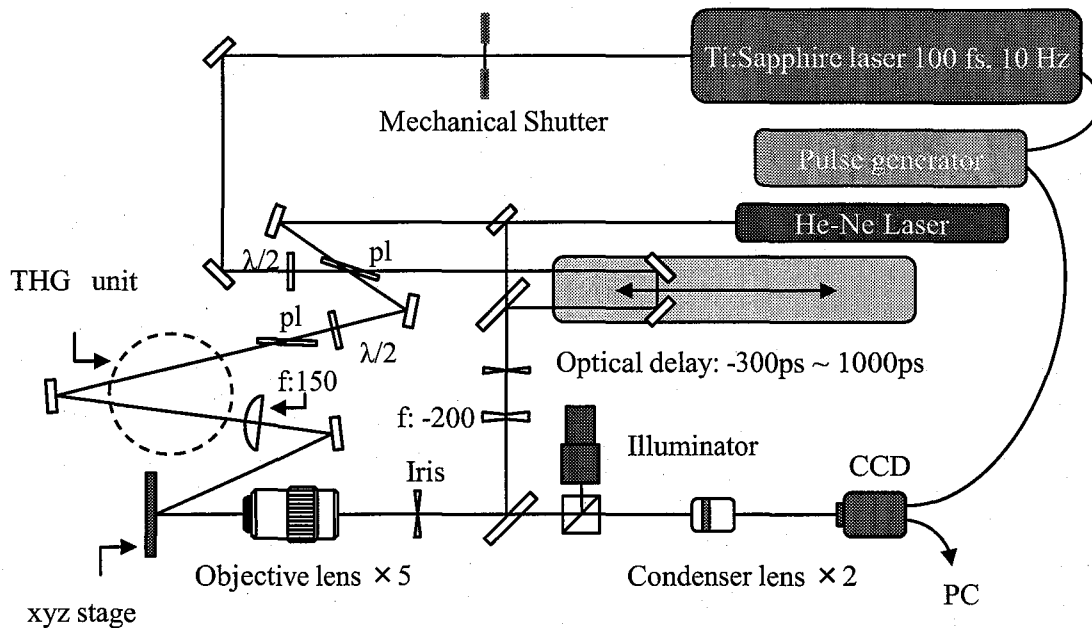 Ti:Sapphire laser 100 fs, 10 Hz
Mechanical Shutter
Pulse generator
He-Ne Laser
λ/2
pl
THG unit
pl
λ/2
Optical delay: -300ps ~ 1000ps
f:150
f: -200
Illuminator
Iris
CCD
Objective lens ×5
Condenser lens ×2
PC
xyz stage